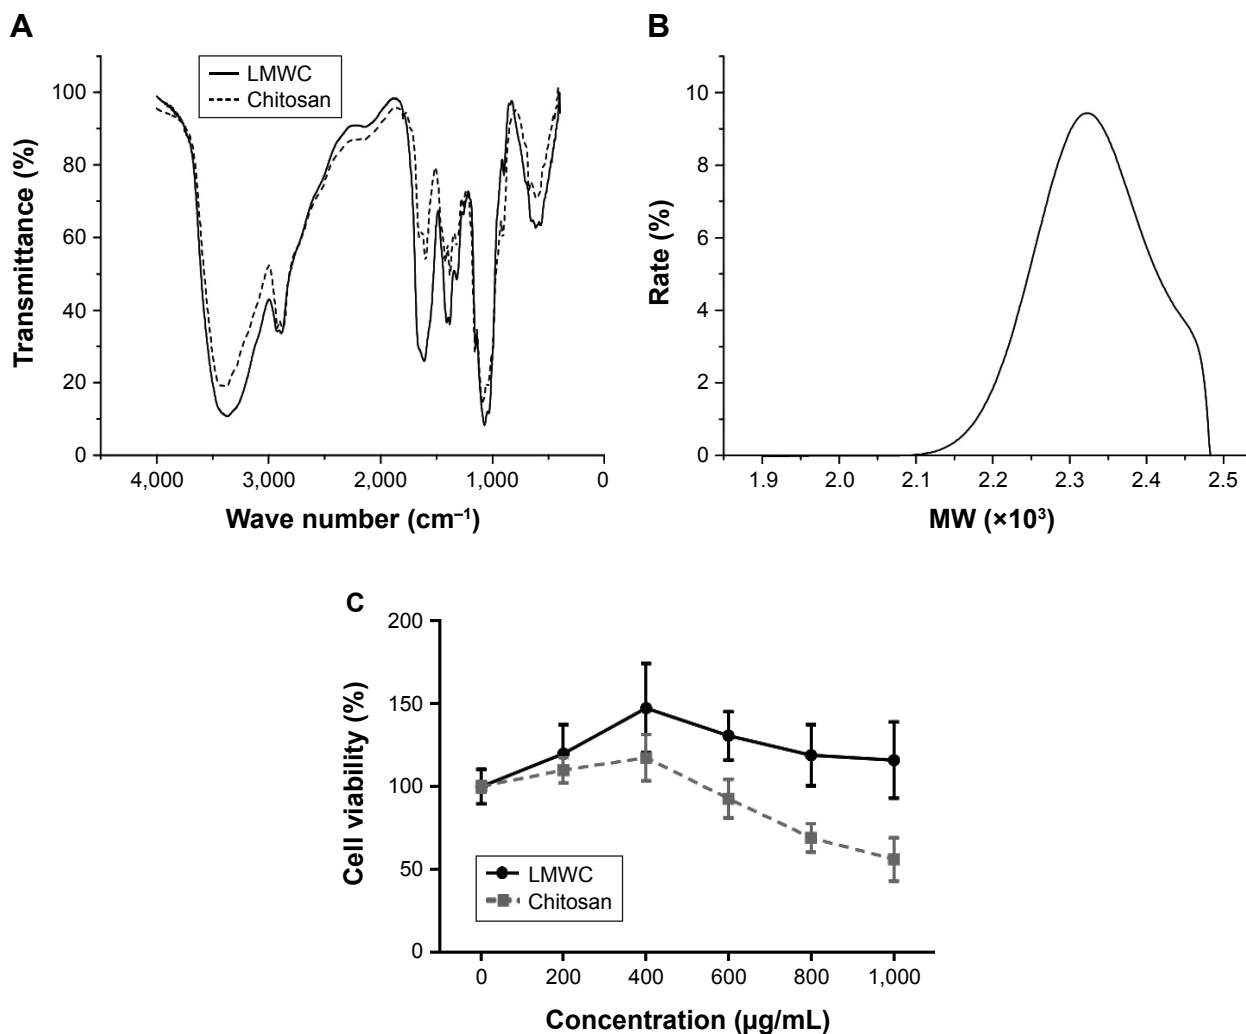 A
LMWC
Chitosan
Transmittance (%)
100
80
60
40
20
0
4,000 3,000 2,000 1,000 0
Wave number (cm⁻¹)
B
Rate (%)
10
8
6
4
2
0
1.9 2.0 2.1 2.2 2.3 2.4 2.5
MW (×10³)
C
Cell viability (%)
200
150
100
50
0
LMWC
Chitosan
0 200 400 600 800 1,000
Concentration (µg/mL)